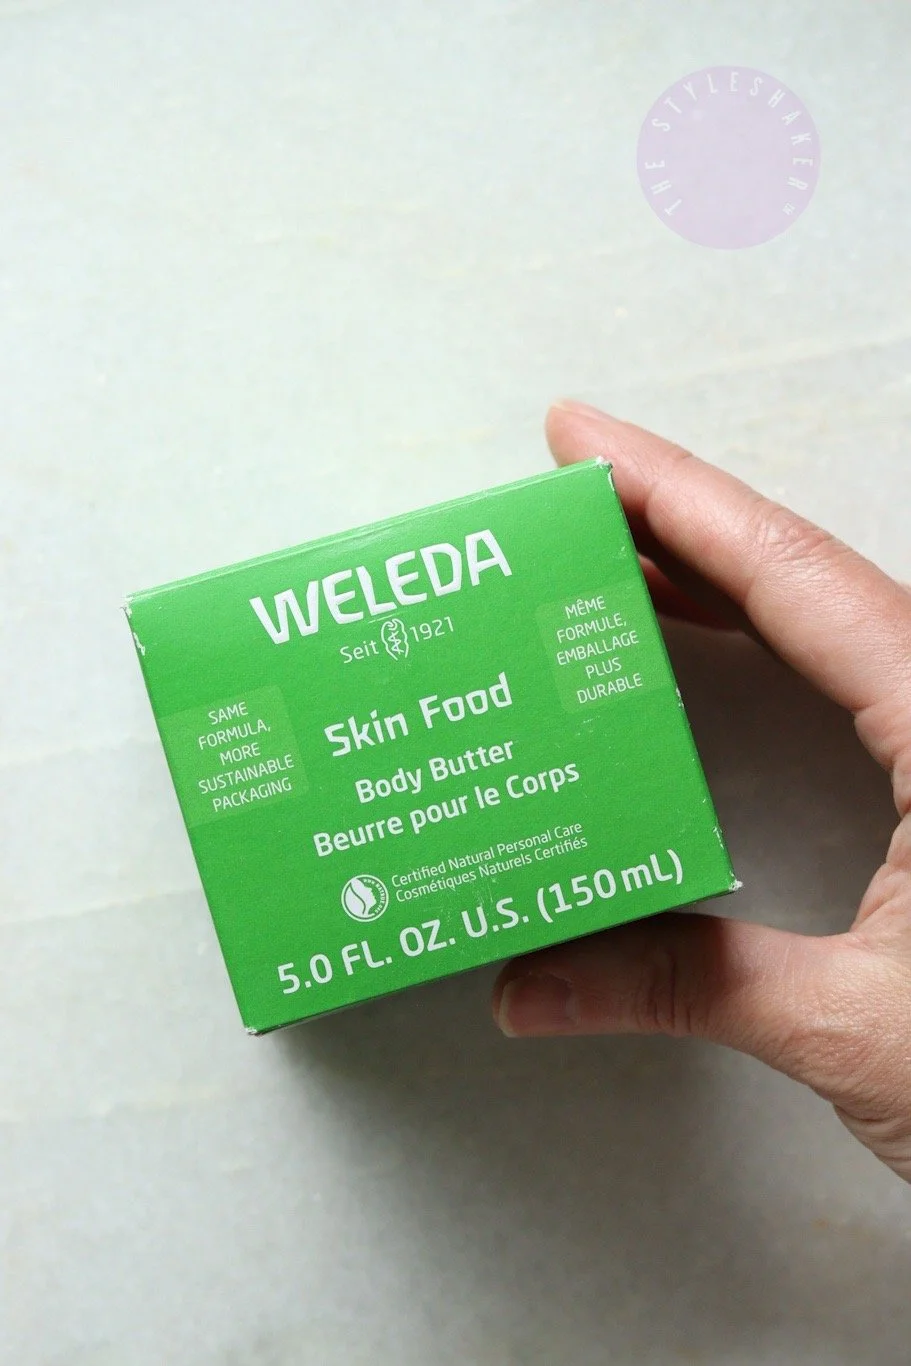 THE STYLESHAKER
WELEDA
Seit 1921
SAME
FORMULA,
MORE
SUSTAINABLE
PACKAGING
MÊME
FORMULE,
EMBALLAGE
PLUS
DURABLE
Skin Food
Body Butter
Beurre pour le Corps
Certified Natural Personal Care
Cosmétiques Naturels Certifiés
5.0 FL. OZ. U.S. (150 mL)